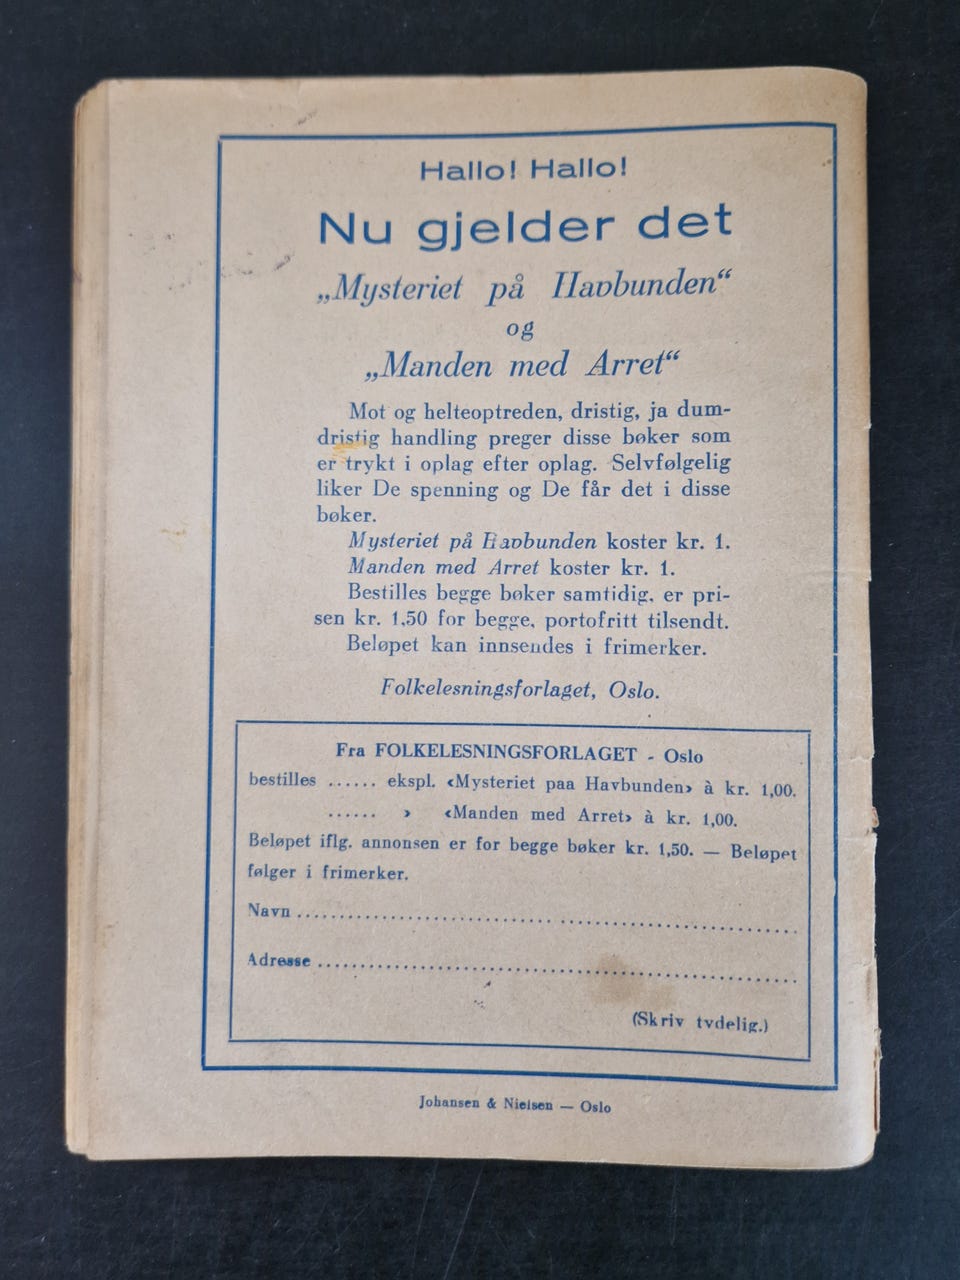 Hallo! Hallo!
Nu gjelder det
„Mysteriet på Havbunden“
og
„Manden med Arret“
Mot og helteoptreden, dristig, ja dum-
dristig handling preger disse bøker som
er trykt i oplag efter oplag. Selvfølgelig
liker De spenning og De får det i disse
bøker.
Mysteriet på Havbunden koster kr. 1.
Manden med Arret koster kr. 1.
Bestilles begge bøker samtidig, er pri-
sen kr. 1,50 for begge, portofritt tilsendt.
Beløpet kan innsendes i frimerker.
Folkelesningsforlaget, Oslo.
Fra FOLKELESNINGSFORLAGET - Oslo
bestilles ...... ekspl. ‹Mysteriet paa Havbunden› à kr. 1,00.
...... › ‹Manden med Arret› à kr. 1,00.
Beløpet iflg. annonsen er for begge bøker kr. 1,50. — Beløpet
følger i frimerker.
Navn ..............................................................
Adresse ............................................................
(Skriv tydelig.)
Johansen & Nielsen — Oslo